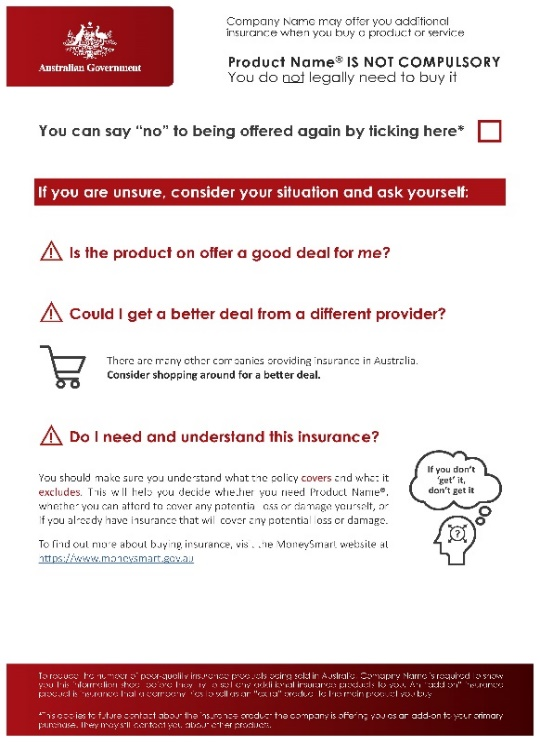 Australian Government
Company Name may offer you additional
insurance when you buy a product or service
Product Name® IS NOT COMPULSORY
You do not legally need to buy it
You can say “no” to being offered again by ticking here*
If you are unsure, consider your situation and ask yourself:
Is the product on offer a good deal for me?
Could I get a better deal from a different provider?
There are many other companies providing insurance in Australia.
Consider shopping around for a better deal.
Do I need and understand this insurance?
You should make sure you understand what the policy covers and what it
excludes. This will help you decide whether you need Product Name®,
whether you can afford to cover any potential loss or damage yourself, or
if you already have insurance that will cover any potential loss or damage.
If you don’t
‘get’ it,
don’t get it
?
To find out more about buying insurance, visit the MoneySmart website at
https://www.moneysmart.gov.au
To reduce the number of poor-quality insurance products being sold in Australia, Company Name is required to show
you this information sheet before they try to sell any additional insurance products to you. An “add-on” insurance
product is insurance that a company tries to sell as an “extra” product to the main product you buy.
*This applies to future contact about the insurance product the company is offering you as an add-on to your primary
purchase. They may still contact you about other products.